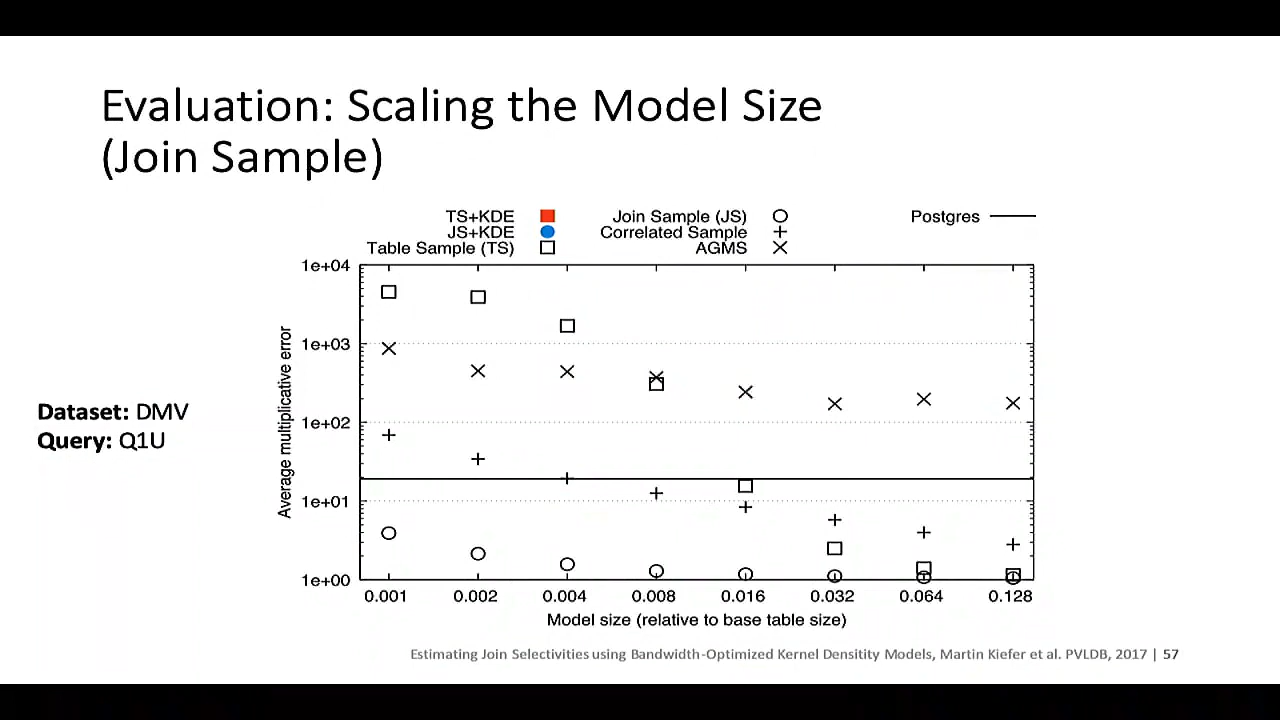 Evaluation: Scaling the Model Size
(Join Sample)
TS+KDE
JS+KDE
Table Sample (TS)
Join Sample (JS)
Correlated Sample
AGMS
Postgres
1e+04
1e+03
1e+02
1e+01
1e+00
Average multiplicative error
Dataset: DMV
Query: Q1U
0.001 0.002 0.004 0.008 0.016 0.032 0.064 0.128
Model size (relative to base table size)
Estimating Join Selectivities using Bandwidth-Optimized Kernel Densitity Models, Martin Kiefer et al. PVLDB, 2017 | 57